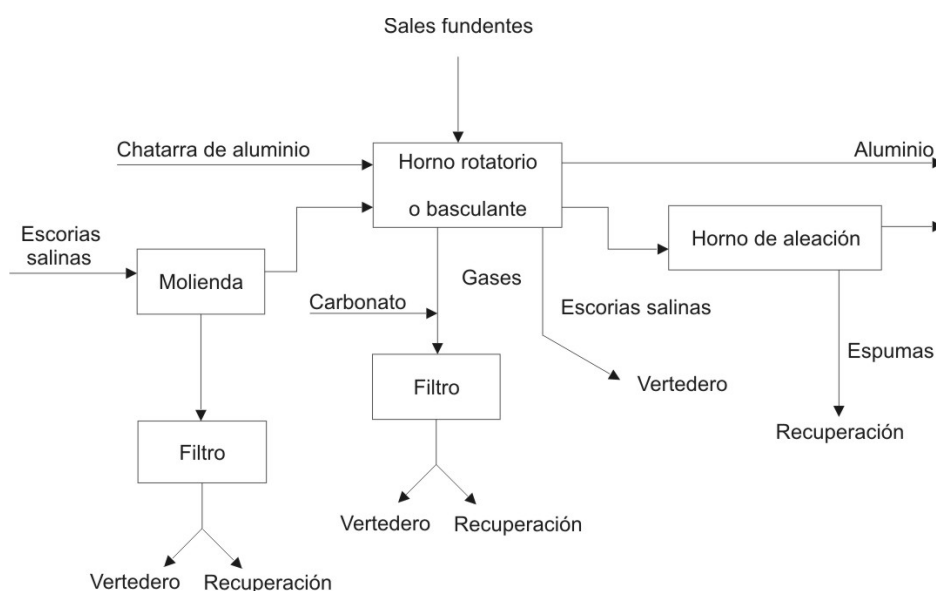 Sales fundentes
Chatarra de aluminio
Horno rotatorio
o basculante
Aluminio
Escorias
salinas
Molienda
Horno de aleación
Gases
Carbonato
Escorias salinas
Espumas
Filtro
Vertedero
Recuperación
Filtro
Vertedero
Recuperación
Vertedero
Recuperación